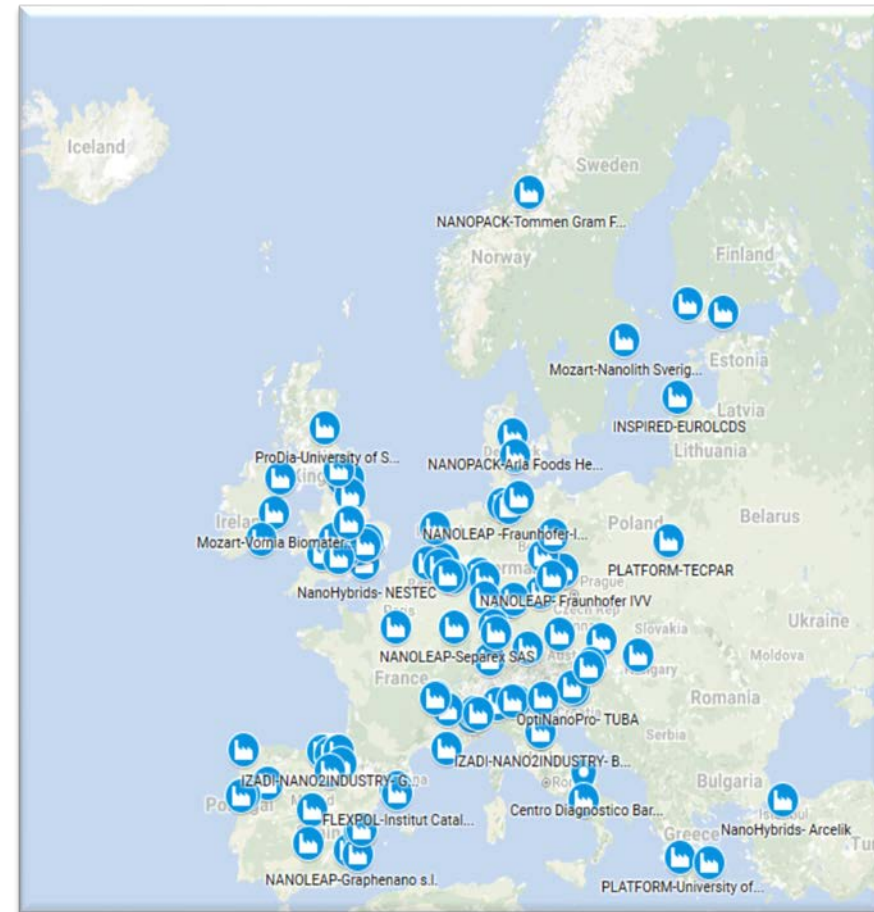 Iceland
Sweden
NANOPACK-Tommen Gram F...
Norway
Finland
Mozart-Nanolith Sverig...
Estonia
Latvia
INSPIRED-EUROLCDS
Lithuania
ProDia-University of S...
NANOPACK-Arla Foods He...
Mozart-Vornia Biomater...
NANOLEAP -Fraunhofer-I...
Poland
Belarus
PLATFORM-TECPAR
NanoHybrids- NESTEC
Prague
NANOLEAP- Fraunhofer IVV
Paris
Ukraine
Slovakia
NANOLEAP-Separex SAS
Moldova
France
Hungary
Romania
OptiNanoPro- TUBA
Croatia
Serbia
IZADI-NANO2INDUSTRY- B...
IZADI-NANO2INDUSTRY- G...
Bulgaria
Centro Diagnostico Bar...
FLEXPOL-Institut Catal...
NanoHybrids- Arcelik
Greece
PLATFORM-University of...
NANOLEAP-Graphenano s.l.